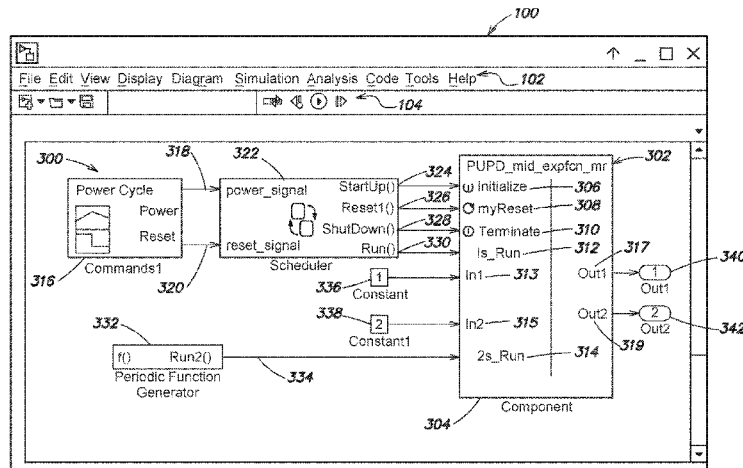 100
File Edit View Display Diagram Simulation Analysis Code Tools Help 102
104
300
318
322
324
PUPD_mid_expfcn_mr 302
Power Cycle
power_signal
StartUp()
326
Initialize 306
Power
Reset1()
328
myReset 308
Reset
ShutDown()
330
Terminate 310
317
reset_signal
Run()
1s_Run 312
340
316
Commands1
320
Scheduler
336 1
In1 313
Out1
1
Constant
Out1
338 2
In2 315
Out2
2
342
332
Constant1
319
Out2
f() Run2()
2s_Run 314
Periodic Function
Generator
334
304
Component